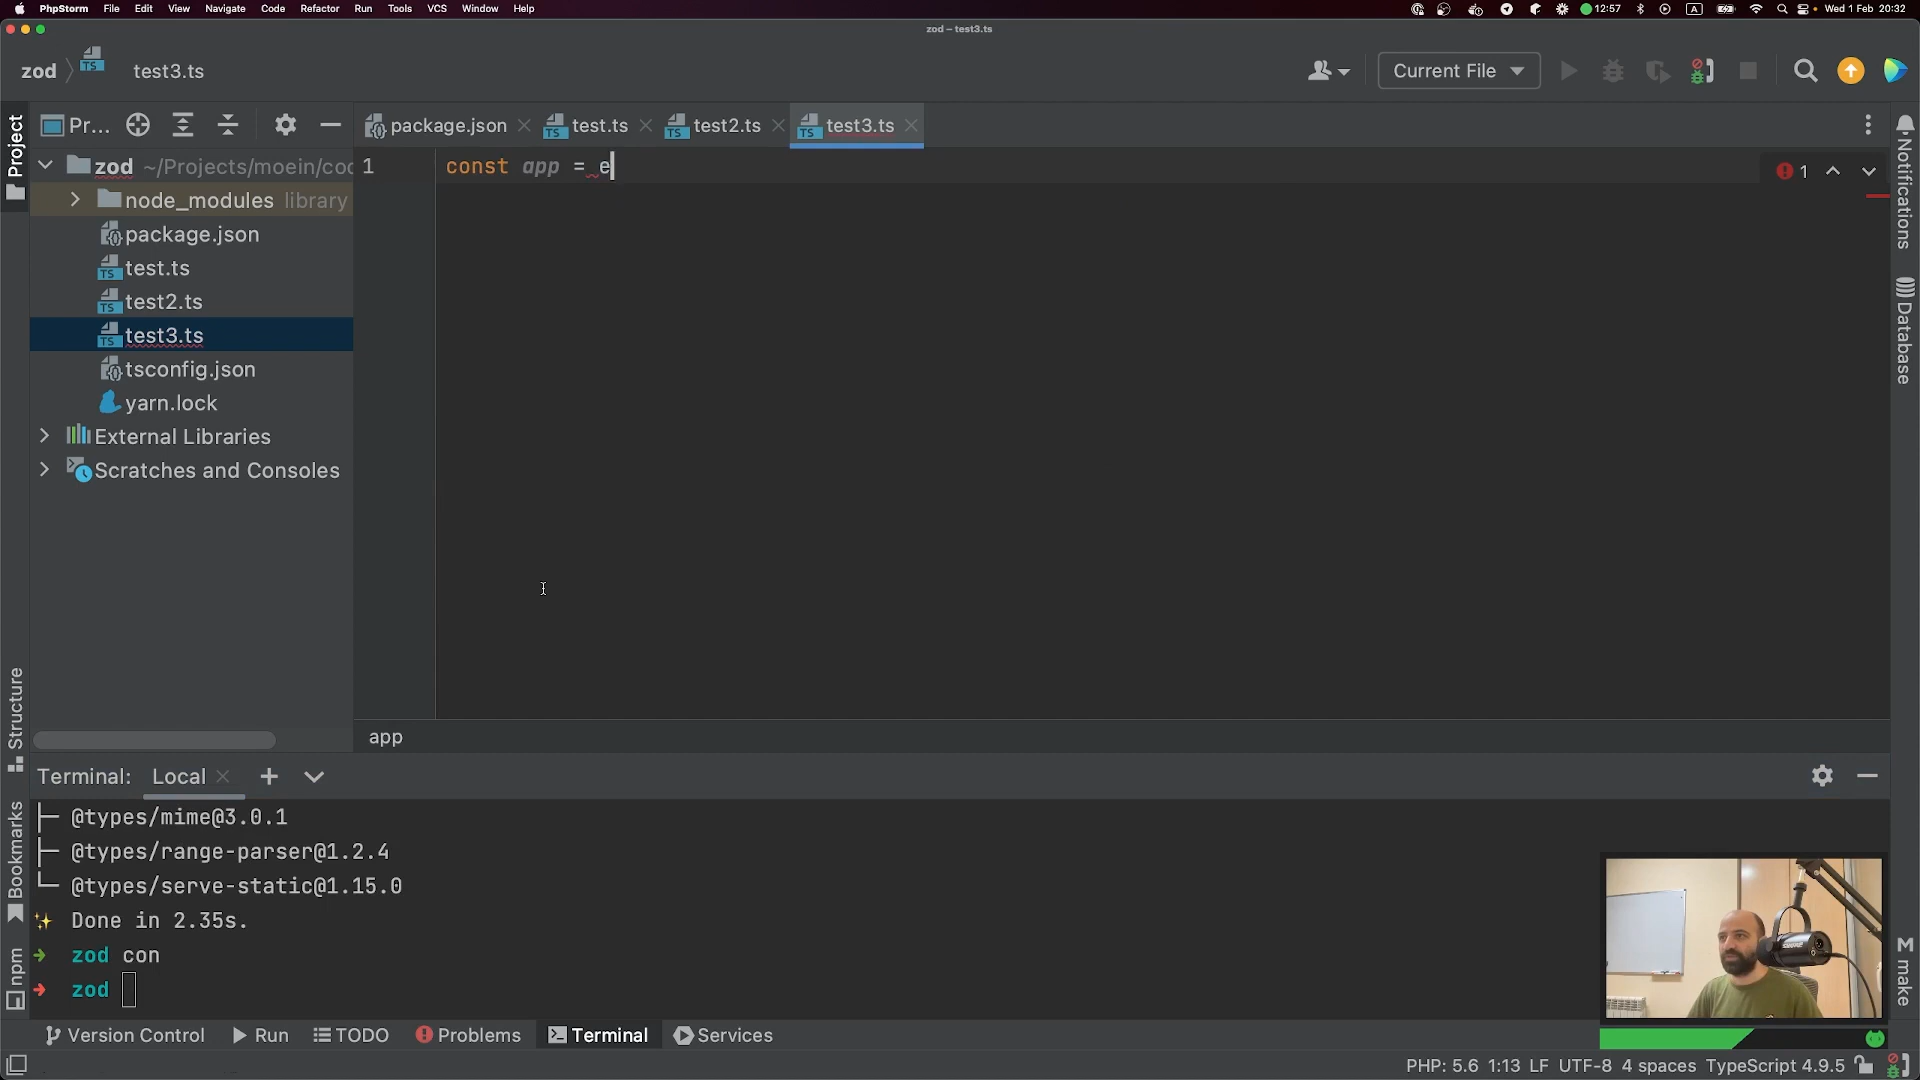 PhpStorm File Edit View Navigate Code Refactor Run Tools VCS Window Help
12:57 A Wed 1 Feb 20:32
zod – test3.ts
zod test3.ts
Current File
Project
Pr...
package.json test.ts test2.ts test3.ts
zod ~/Projects/moein/cod
node_modules library
package.json
test.ts
test2.ts
test3.ts
tsconfig.json
yarn.lock
External Libraries
Scratches and Consoles
1 const app = e
1
Notifications
Database
app
Structure
Bookmarks
npm
make
Terminal: Local
├─ @types/mime@3.0.1
├─ @types/range-parser@1.2.4
└─ @types/serve-static@1.15.0
✨ Done in 2.35s.
→ zod con
→ zod
Version Control Run TODO Problems Terminal Services
PHP: 5.6 1:13 LF UTF-8 4 spaces TypeScript 4.9.5